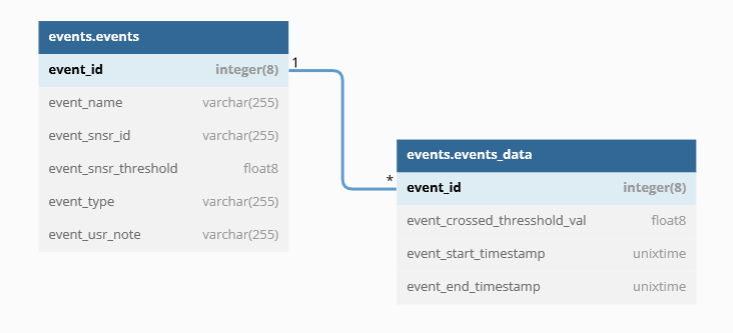 events.events
event_id integer(8)
event_name varchar(255)
event_snsr_id varchar(255)
event_snsr_threshold float8
event_type varchar(255)
event_usr_note varchar(255)
1
*
events.events_data
event_id integer(8)
event_crossed_thresshold_val float8
event_start_timestamp unixtime
event_end_timestamp unixtime